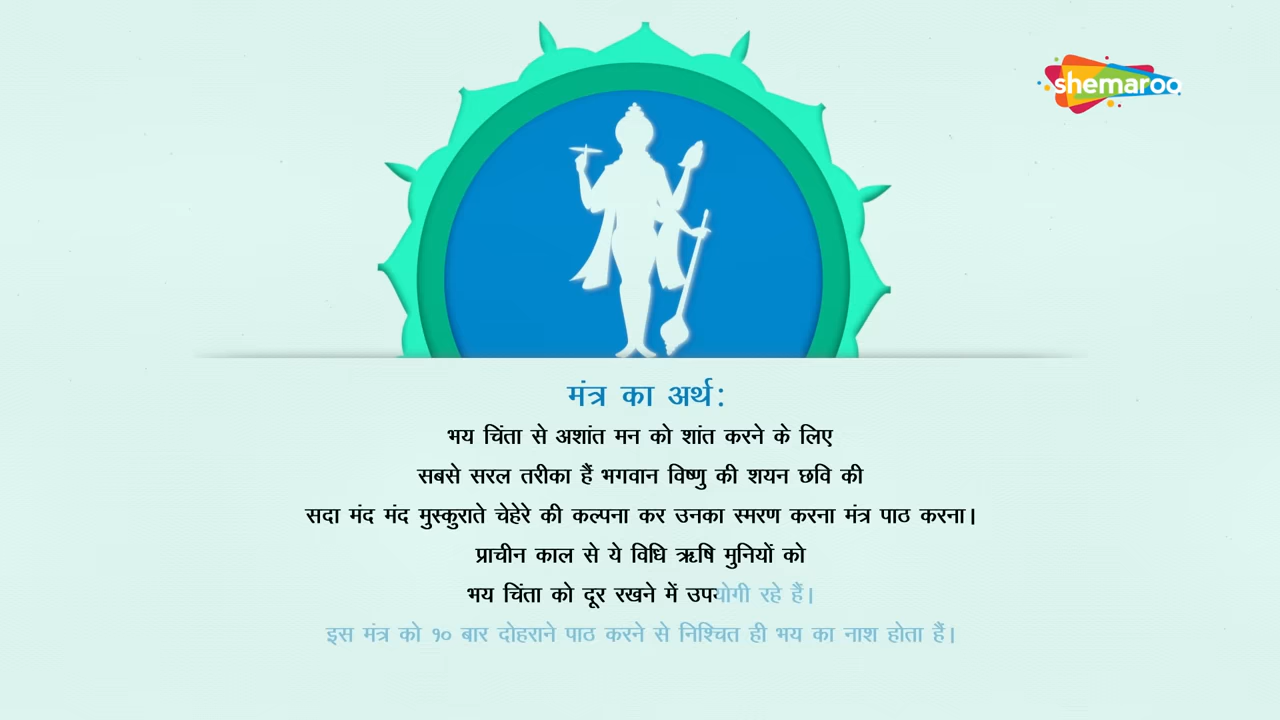 shemaroo
मंत्र का अर्थ:
भय चिंता से अशांत मन को शांत करने के लिए
सबसे सरल तरीका हैं भगवान विष्णु की शयन छवि की
सदा मंद मंद मुस्कुराते चेहेरे की कल्पना कर उनका स्मरण करना मंत्र पाठ करना।
प्राचीन काल से ये विधि ऋषि मुनियों को
भय चिंता को दूर रखने में उपयोगी रहे हैं।
इस मंत्र को १० बार दोहराने पाठ करने से निश्चित ही भय का नाश होता हैं।